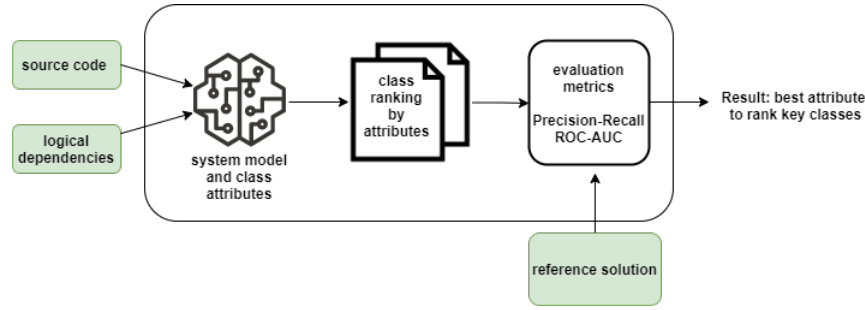 source code
logical
dependencies
system model
and class
attributes
class
ranking
by
attributes
evaluation
metrics
Precision-Recall
ROC-AUC
Result: best attribute
to rank key classes
reference solution